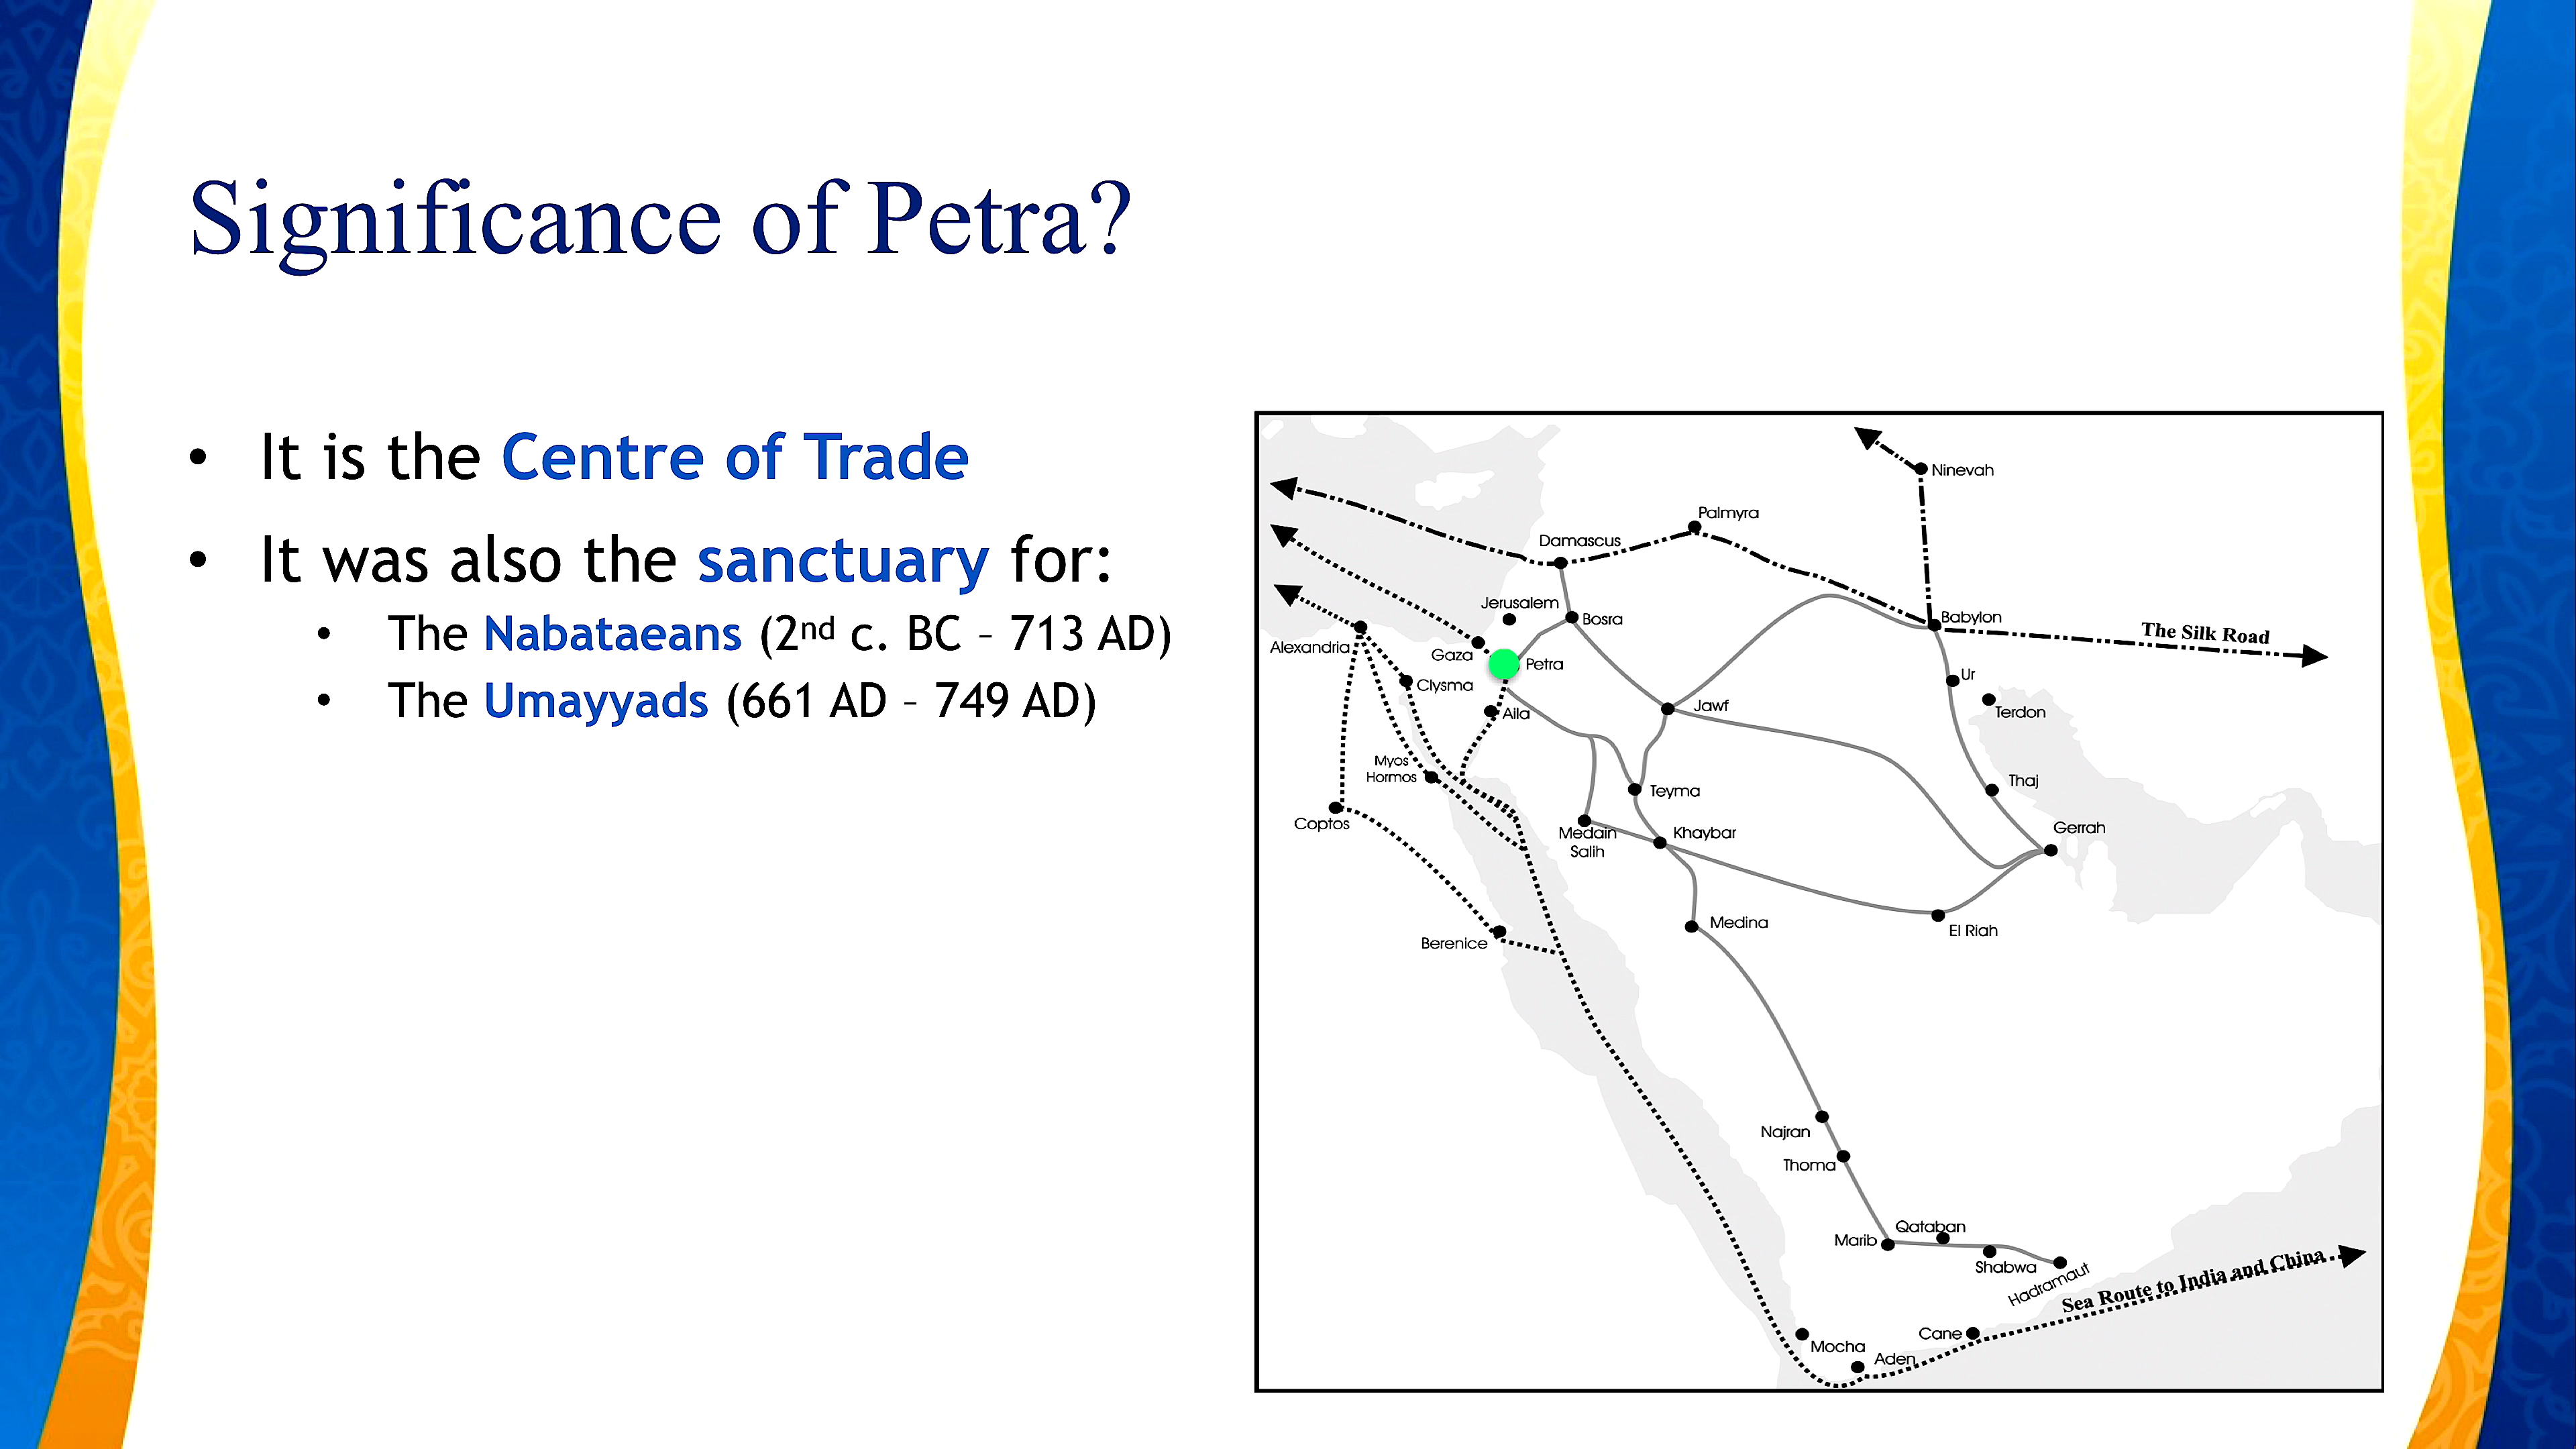 Significance of Petra?
• It is the Centre of Trade
• It was also the sanctuary for:
• The Nabataeans (2nd c. BC – 713 AD)
• The Umayyads (661 AD – 749 AD)
Ninevah
Palmyra
Damascus
Jerusalem
Bosra
Babylon
The Silk Road
Alexandria
Gaza
Petra
Clysma
Ur
Aila
Jawf
Terdon
Myos
Hormos
Teyma
Thaj
Coptos
Medain
Salih
Khaybar
Gerrah
Medina
El Riah
Berenice
Najran
Thoma
Qataban
Marib
Shabwa
Hadramaut
Sea Route to India and China
Cane
Mocha
Aden